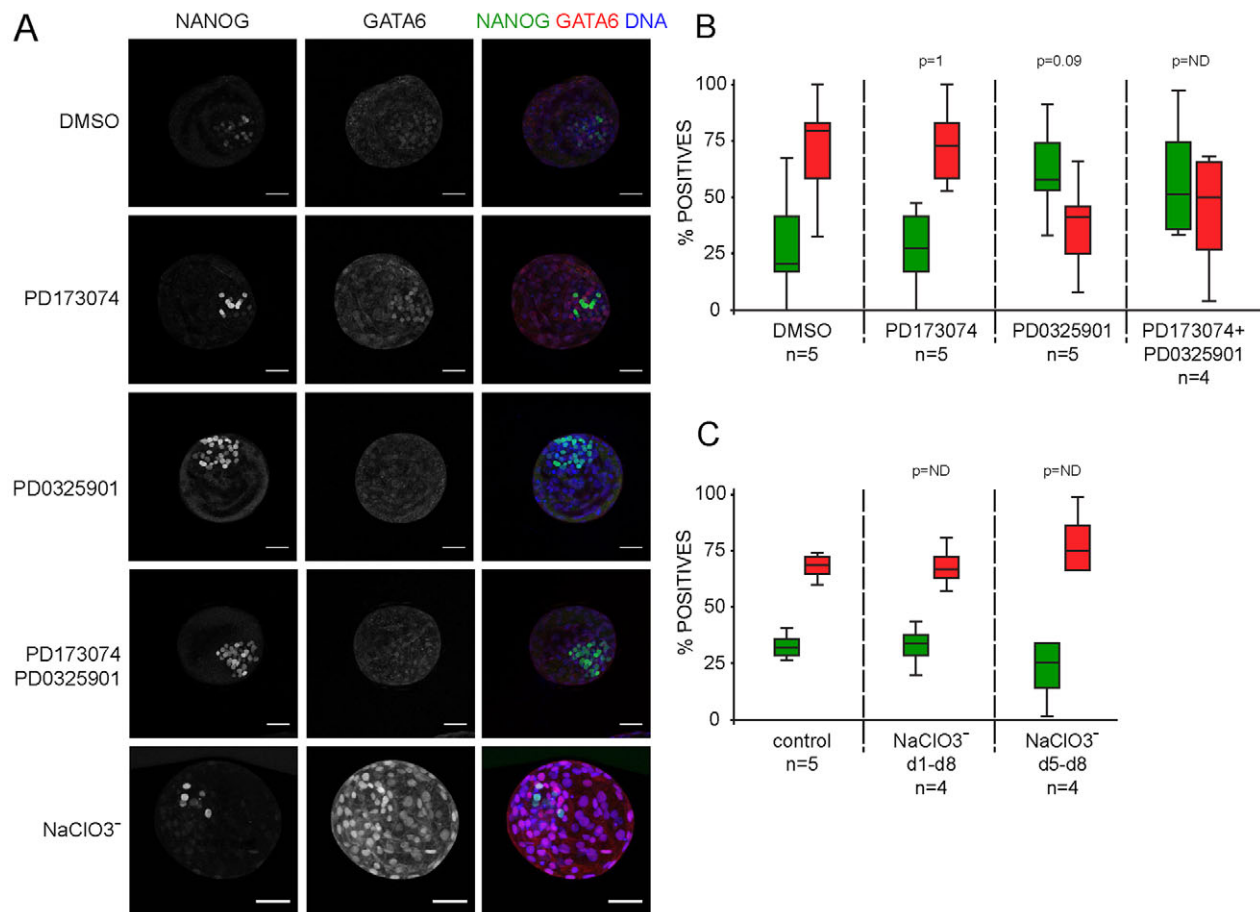 A
NANOG
GATA6
NANOG GATA6 DNA
DMSO
PD173074
PD0325901
PD173074
PD0325901
NaClO3⁻
B
p=1
p=0.09
p=ND
% POSITIVES
100
75
50
25
0
DMSO
n=5
PD173074
n=5
PD0325901
n=5
PD173074+
PD0325901
n=4
C
p=ND
p=ND
% POSITIVES
100
75
50
25
0
control
n=5
NaClO3⁻
d1-d8
n=4
NaClO3⁻
d5-d8
n=4